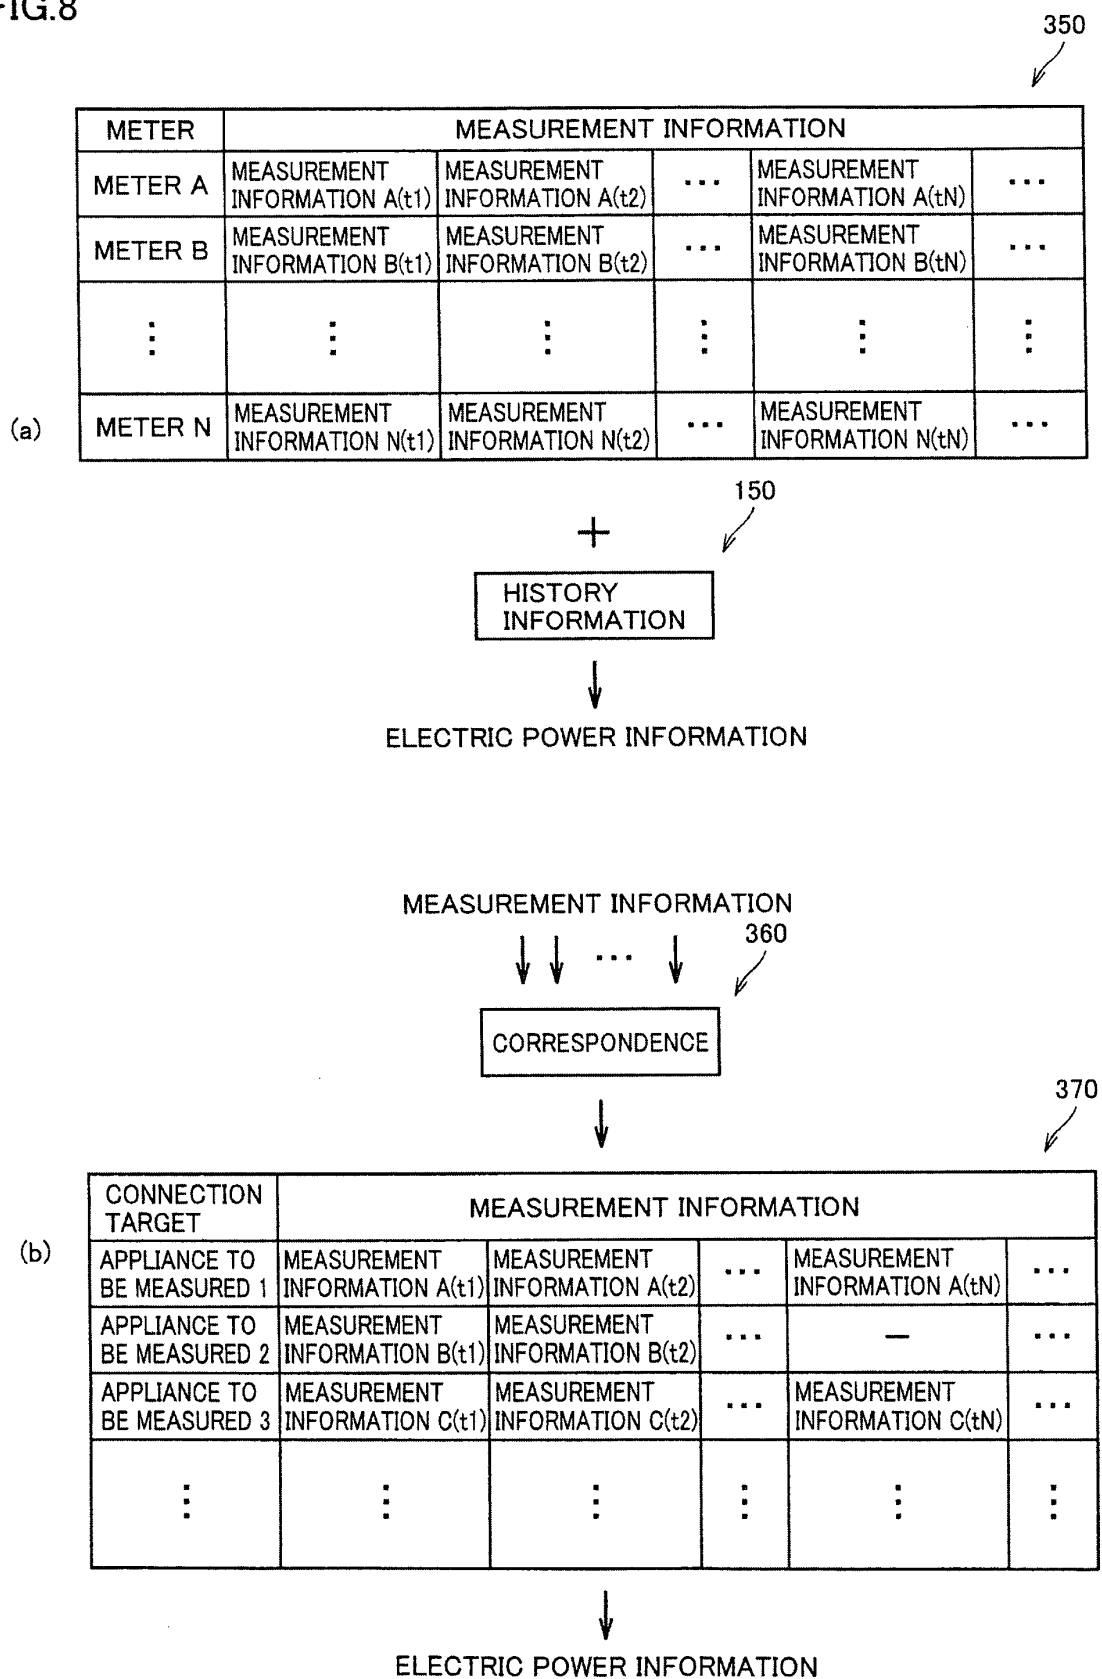 FIG.8
350
METER MEASUREMENT INFORMATION
METER A MEASUREMENT INFORMATION A(t1) MEASUREMENT INFORMATION A(t2) ... MEASUREMENT INFORMATION A(tN) ...
METER B MEASUREMENT INFORMATION B(t1) MEASUREMENT INFORMATION B(t2) ... MEASUREMENT INFORMATION B(tN) ...
⋮ ⋮ ⋮ ⋮ ⋮ ⋮
(a)
METER N MEASUREMENT INFORMATION N(t1) MEASUREMENT INFORMATION N(t2) ... MEASUREMENT INFORMATION N(tN) ...
150
+
HISTORY
INFORMATION
ELECTRIC POWER INFORMATION
MEASUREMENT INFORMATION
...
360
CORRESPONDENCE
370
CONNECTION TARGET MEASUREMENT INFORMATION
(b)
APPLIANCE TO BE MEASURED 1 MEASUREMENT INFORMATION A(t1) MEASUREMENT INFORMATION A(t2) ... MEASUREMENT INFORMATION A(tN) ...
APPLIANCE TO BE MEASURED 2 MEASUREMENT INFORMATION B(t1) MEASUREMENT INFORMATION B(t2) ... — ...
APPLIANCE TO BE MEASURED 3 MEASUREMENT INFORMATION C(t1) MEASUREMENT INFORMATION C(t2) ... MEASUREMENT INFORMATION C(tN) ...
⋮ ⋮ ⋮ ⋮ ⋮ ⋮
ELECTRIC POWER INFORMATION